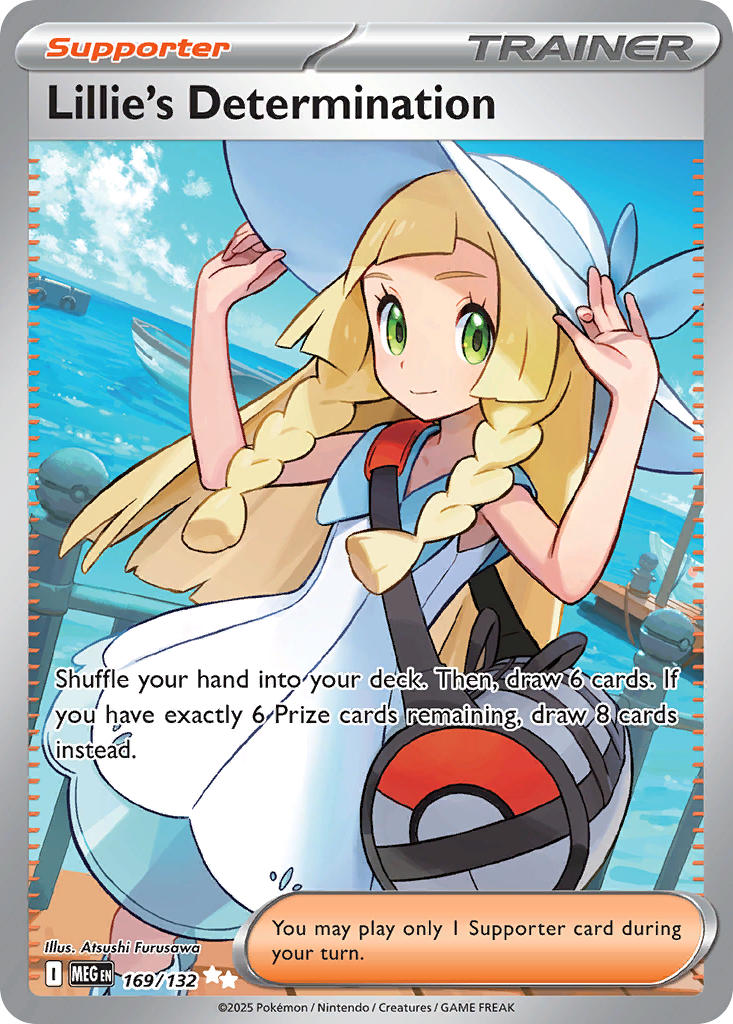 Supporter
TRAINER
Lillie's Determination
Shuffle your hand into your deck. Then, draw 6 cards. If
you have exactly 6 Prize cards remaining, draw 8 cards
instead.
You may play only 1 Supporter card during
your turn.
Illus. Atsushi Furusawa
I MEG EN 169/132
©2025 Pokémon / Nintendo / Creatures / GAME FREAK